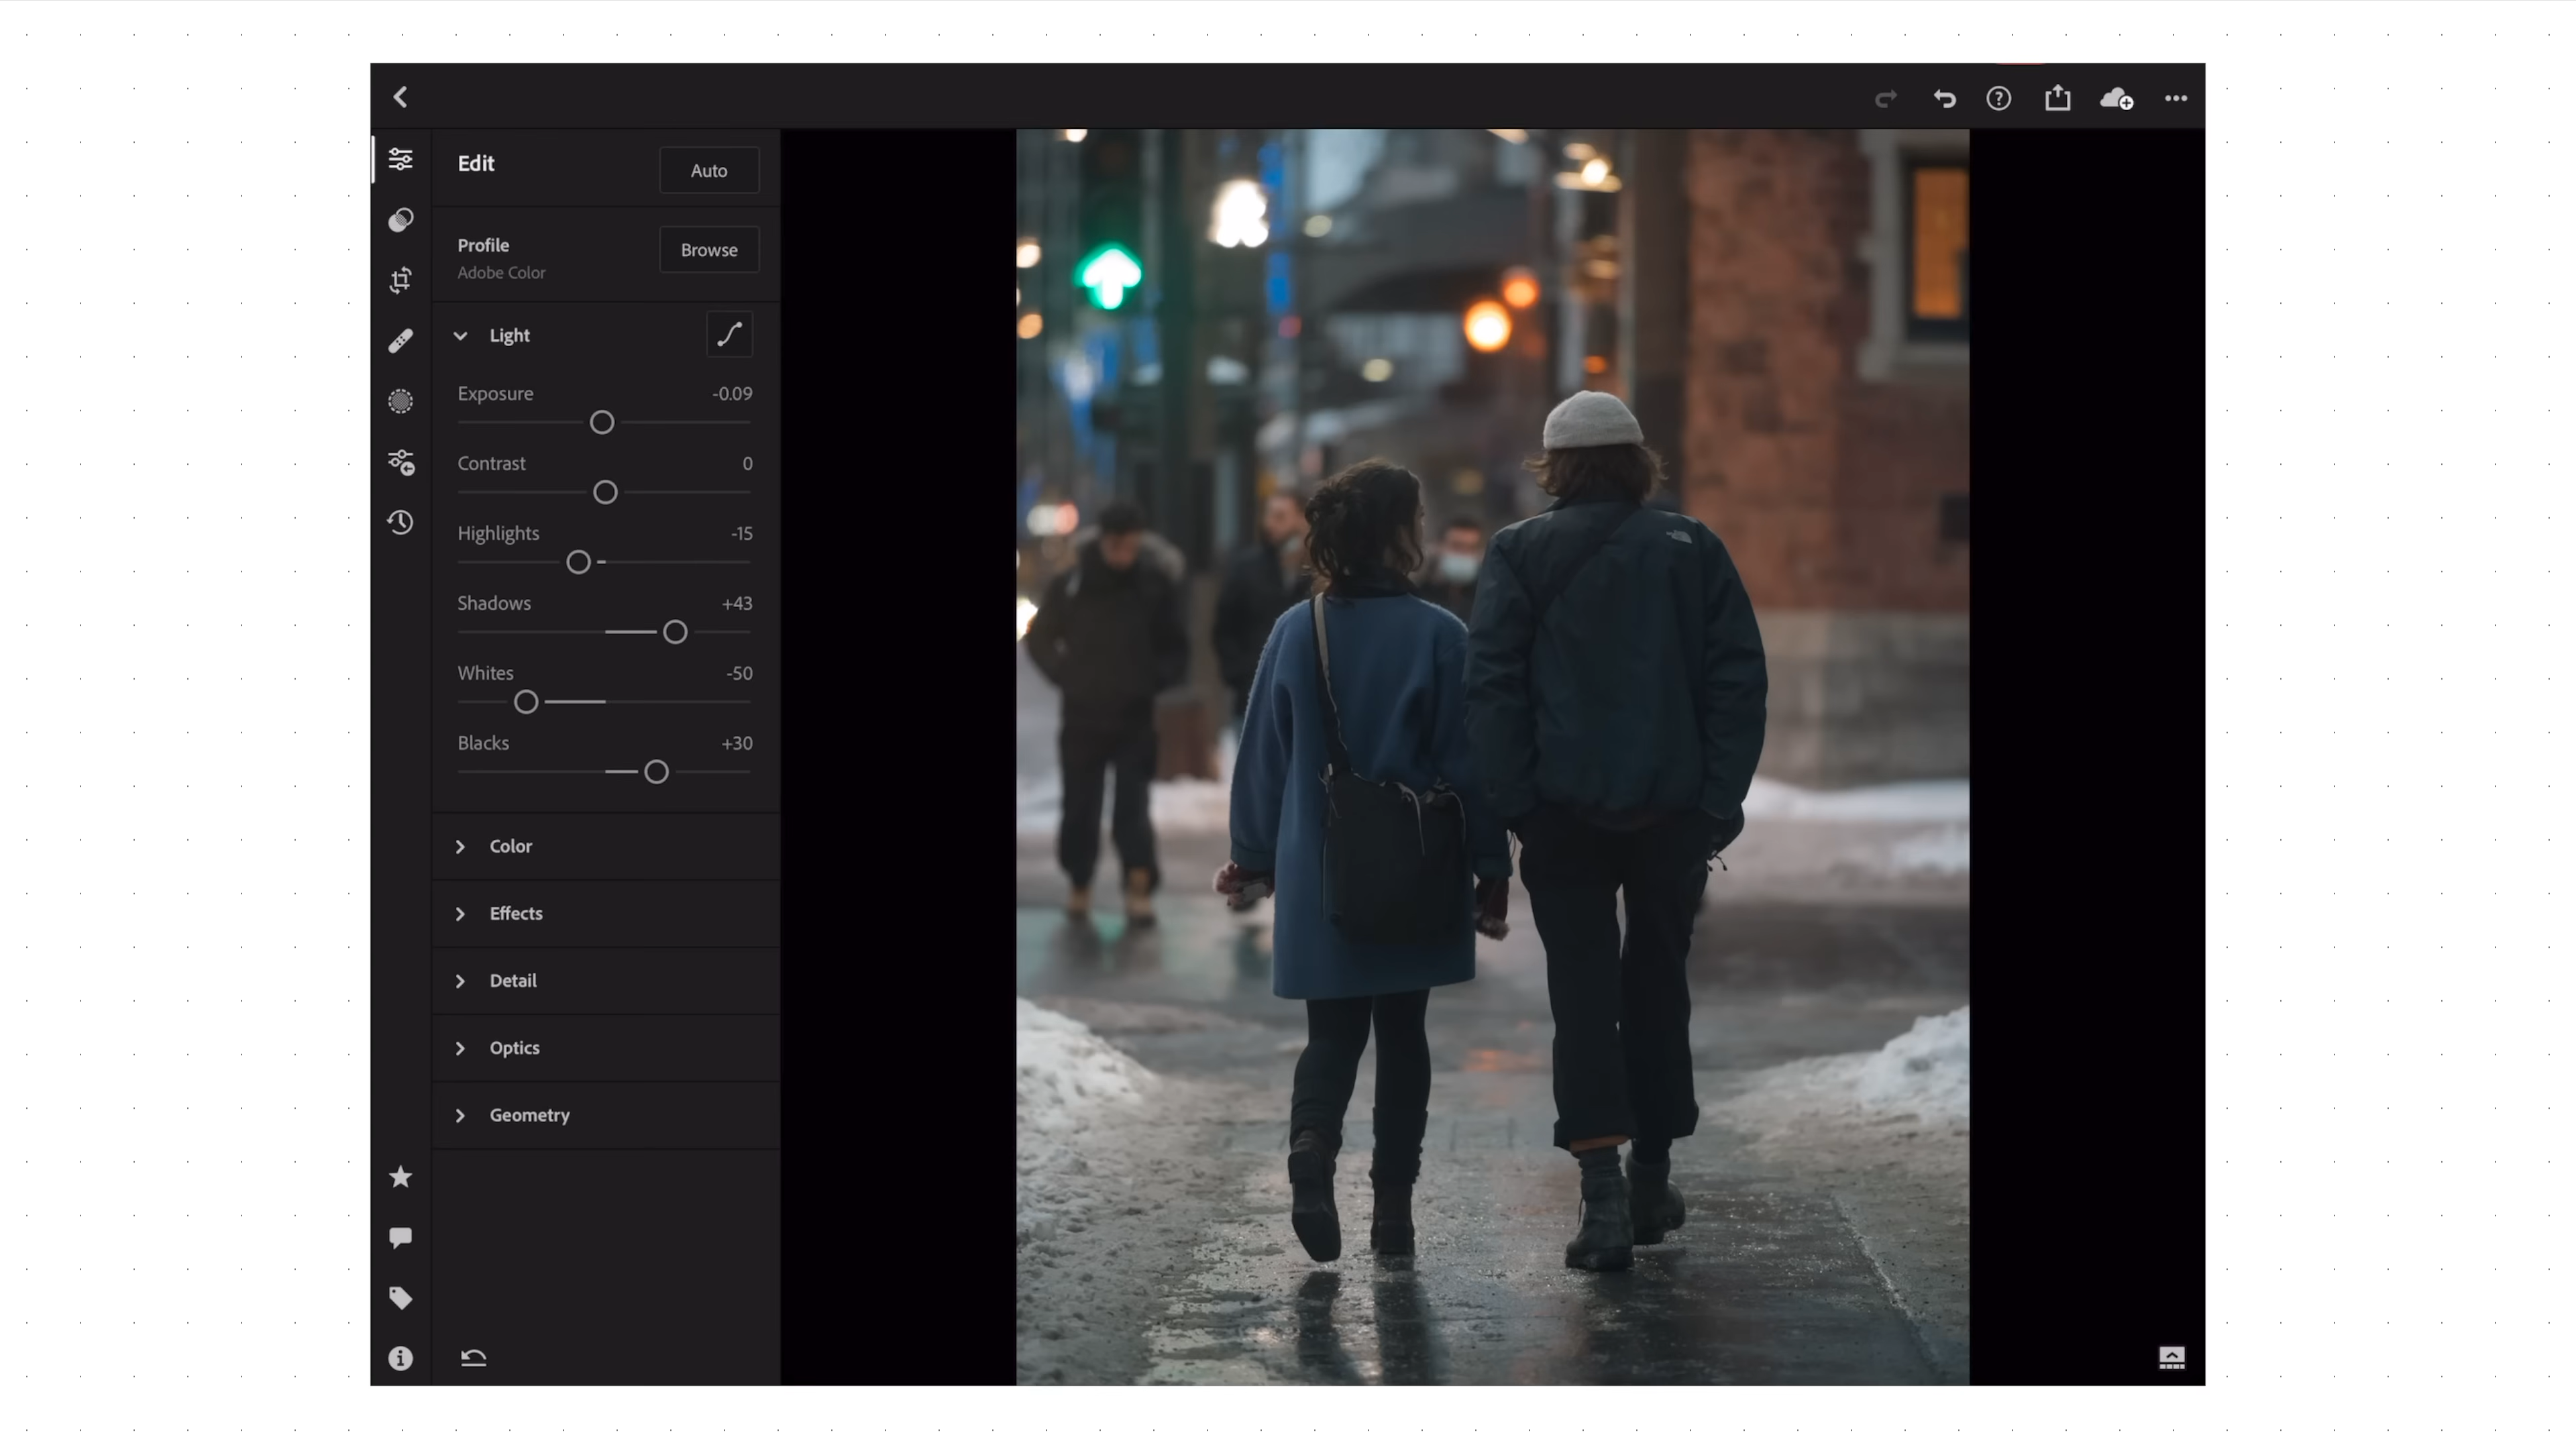 Edit
Auto
Profile
Adobe Color
Browse
Light
Exposure -0.09
Contrast 0
Highlights -15
Shadows +43
Whites -50
Blacks +30
Color
Effects
Detail
Optics
Geometry